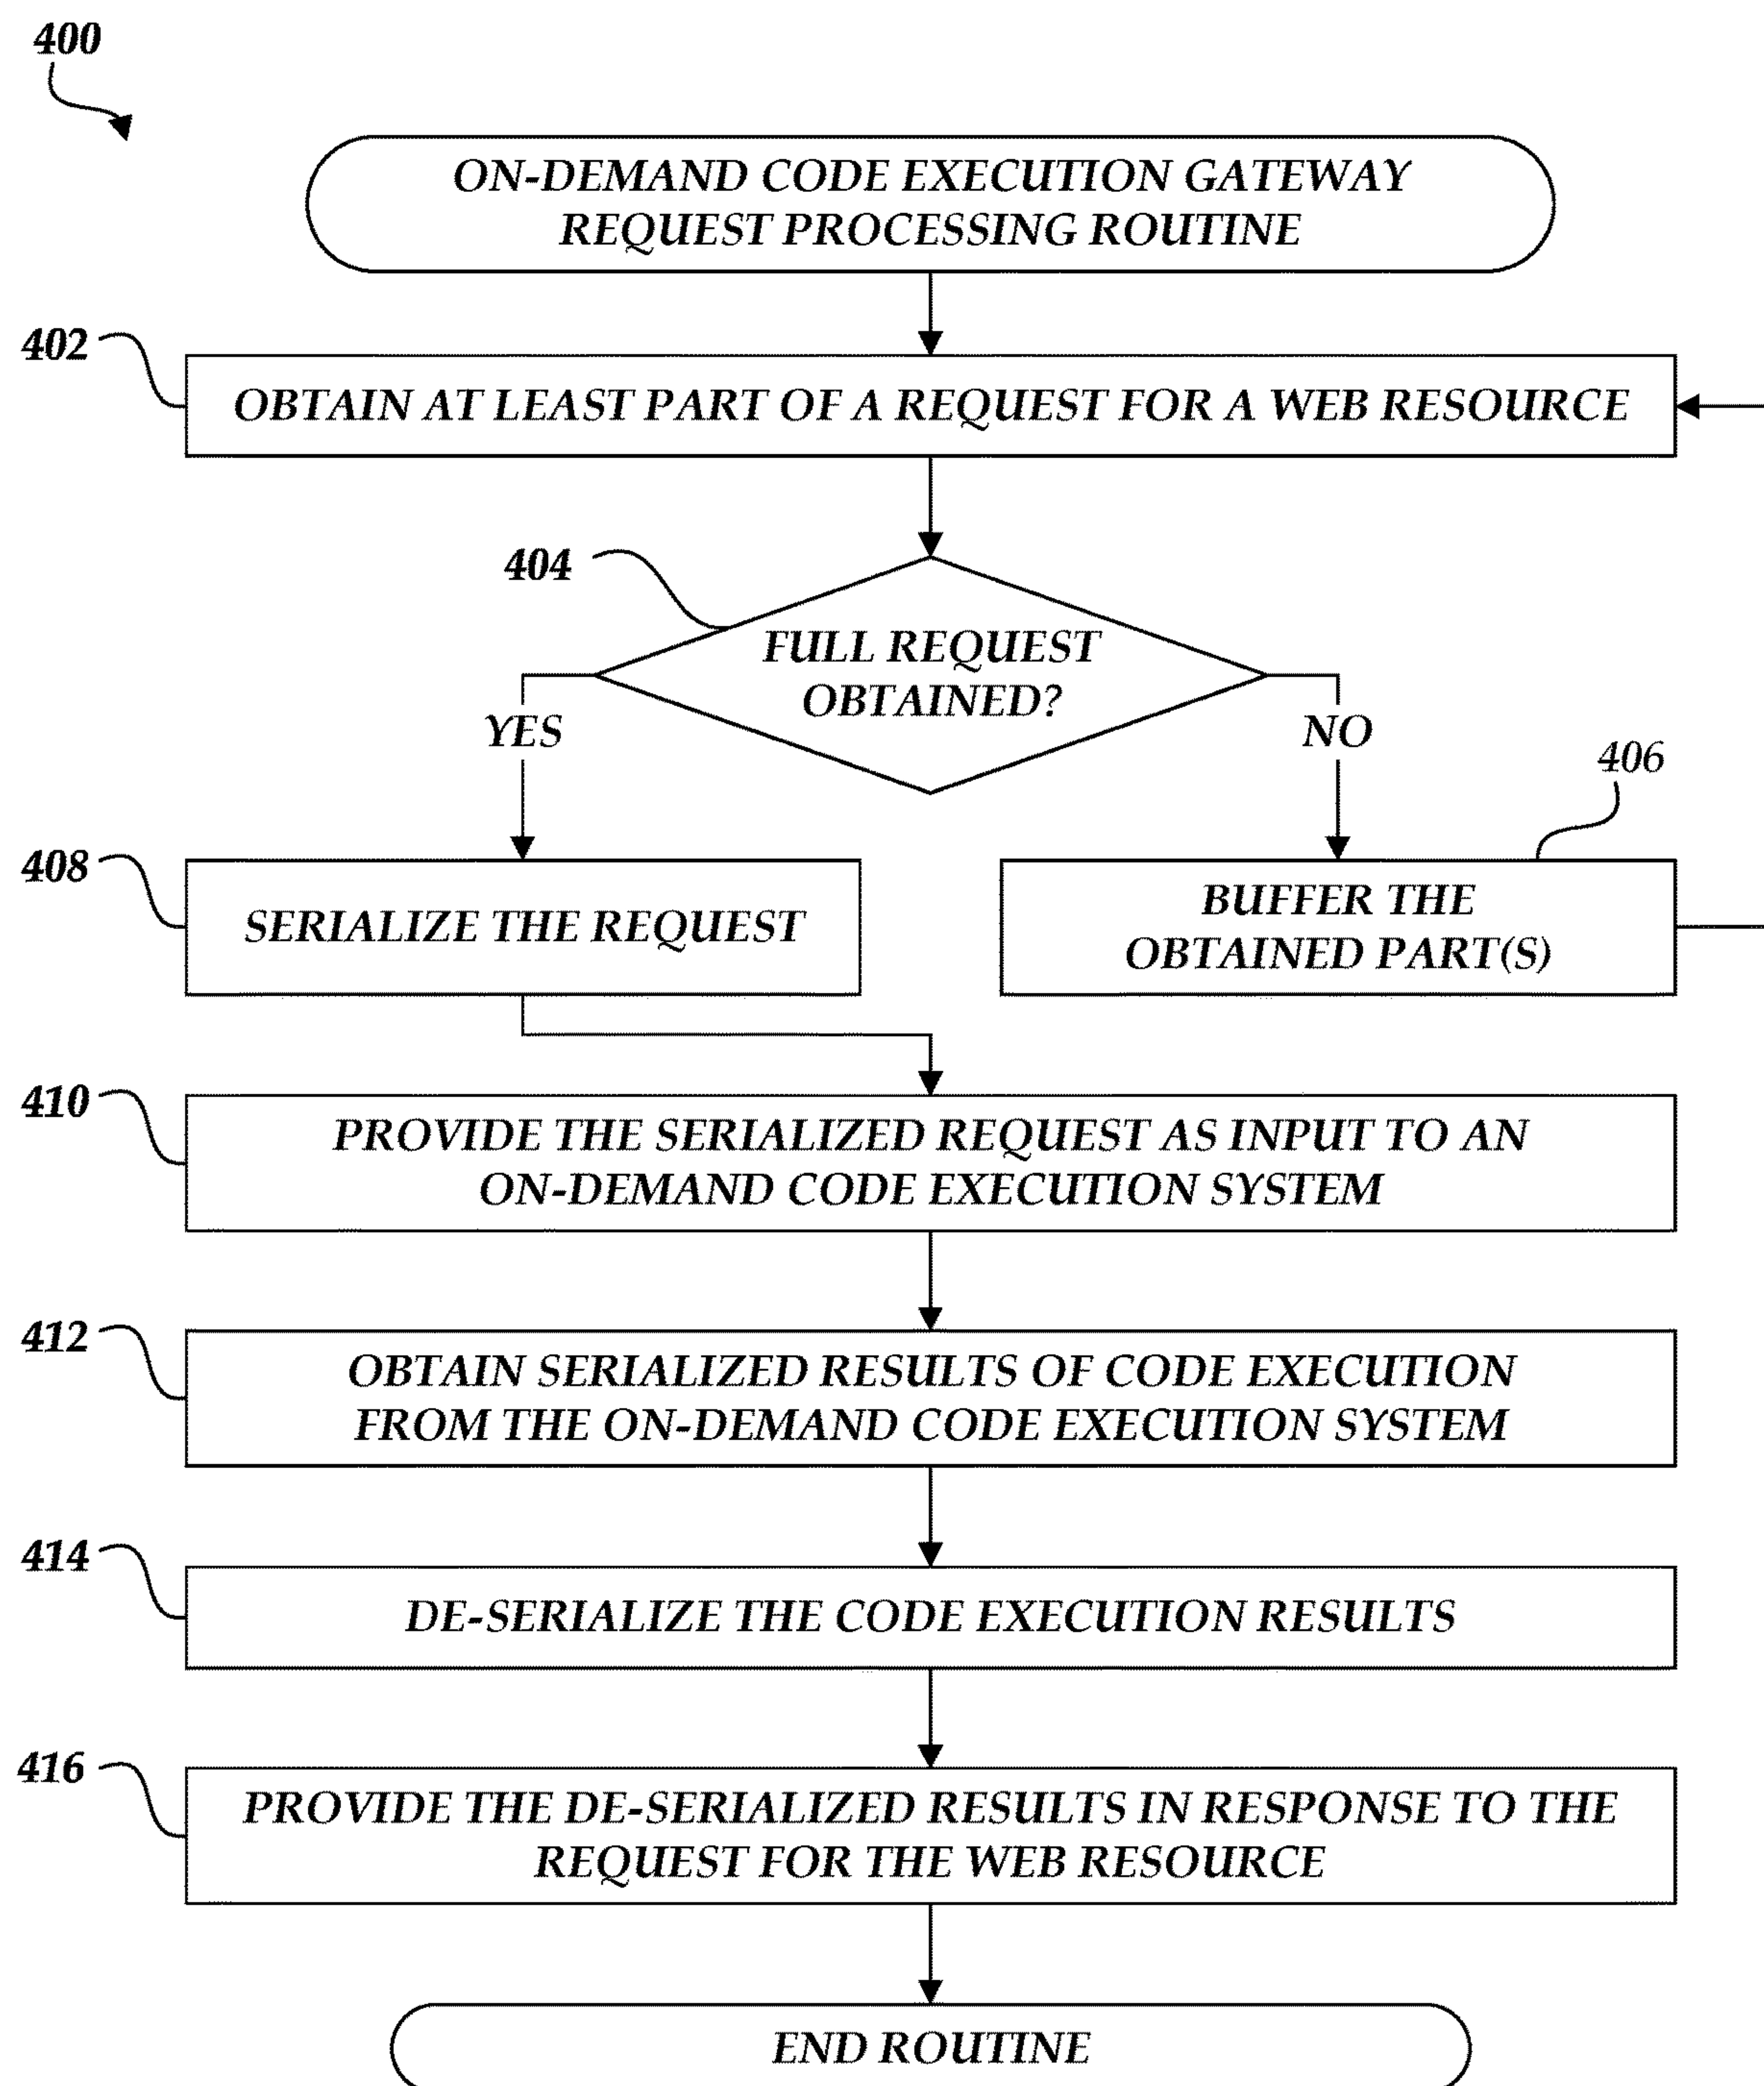 400
ON-DEMAND CODE EXECUTION GATEWAY
REQUEST PROCESSING ROUTINE
402
OBTAIN AT LEAST PART OF A REQUEST FOR A WEB RESOURCE
404
FULL REQUEST
OBTAINED?
YES
NO
406
408
SERIALIZE THE REQUEST
BUFFER THE
OBTAINED PART(S)
410
PROVIDE THE SERIALIZED REQUEST AS INPUT TO AN
ON-DEMAND CODE EXECUTION SYSTEM
412
OBTAIN SERIALIZED RESULTS OF CODE EXECUTION
FROM THE ON-DEMAND CODE EXECUTION SYSTEM
414
DE-SERIALIZE THE CODE EXECUTION RESULTS
416
PROVIDE THE DE-SERIALIZED RESULTS IN RESPONSE TO THE
REQUEST FOR THE WEB RESOURCE
END ROUTINE